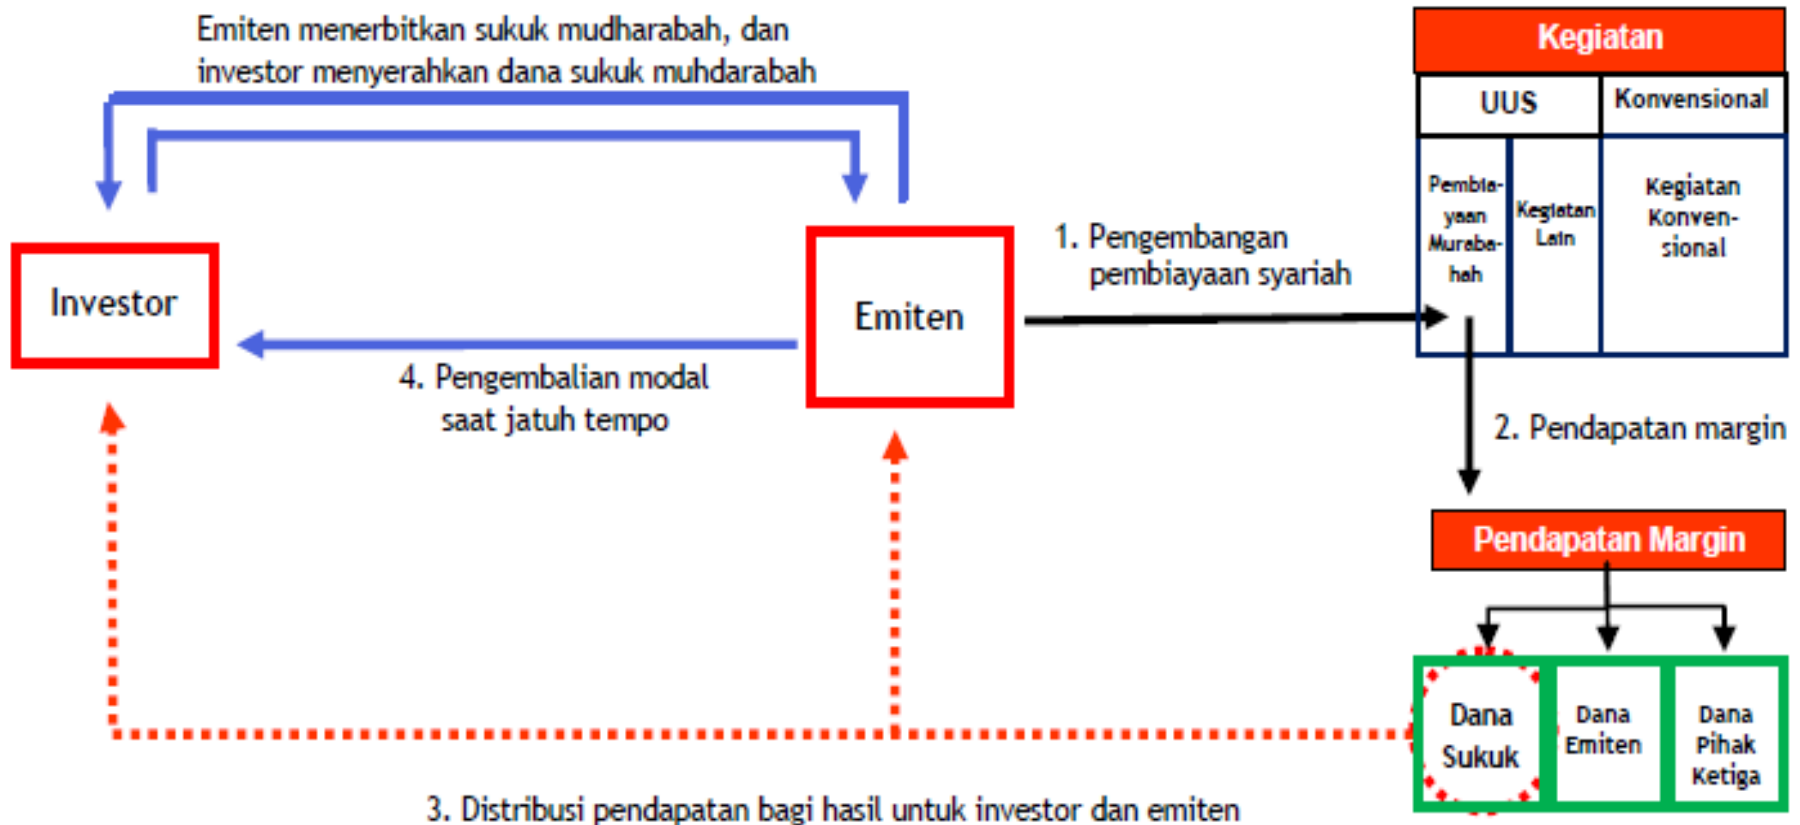 Emiten menerbitkan sukuk mudharabah, dan
investor menyerahkan dana sukuk muhdarabah
Investor
Emiten
1. Pengembangan
pembiayaan syariah
4. Pengembalian modal
saat jatuh tempo
Kegiatan
UUS
Konvensional
Pembia-
yaan
Muraba-
hah
Kegiatan
Lain
Kegiatan
Konven-
sional
2. Pendapatan margin
Pendapatan Margin
Dana
Sukuk
Dana
Emiten
Dana
Pihak
Ketiga
3. Distribusi pendapatan bagi hasil untuk investor dan emiten